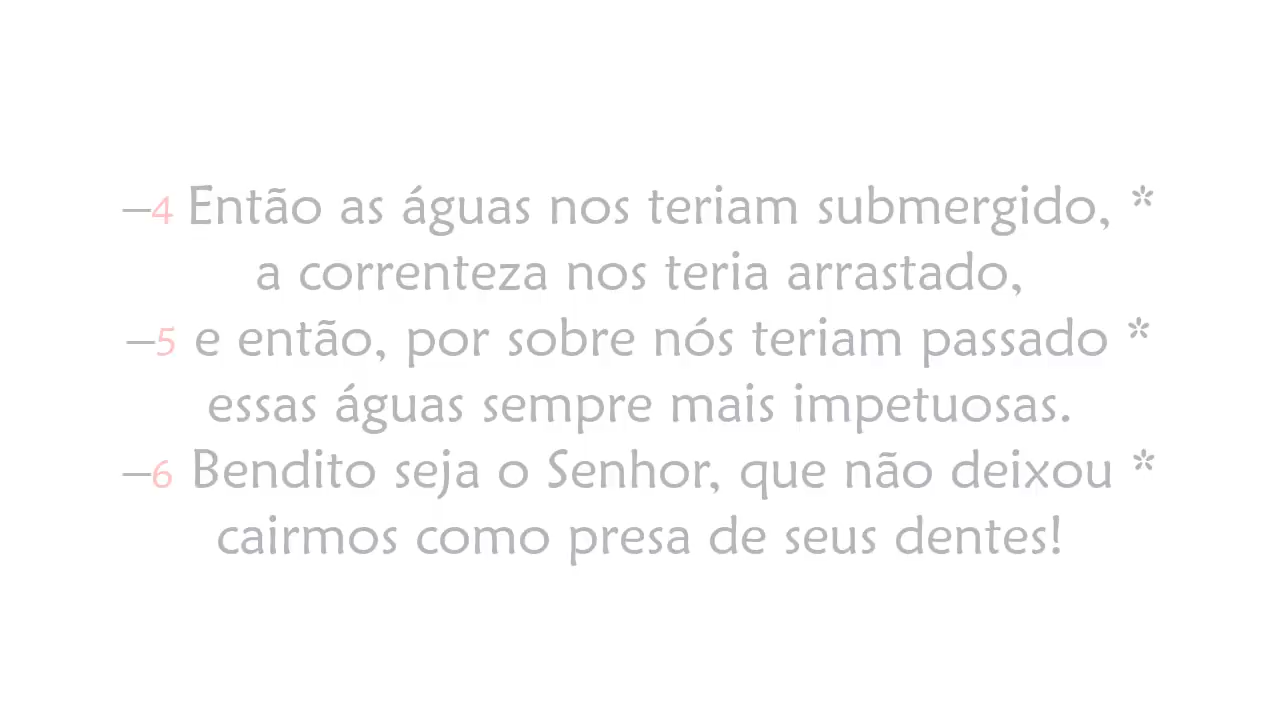 –4 Então as águas nos teriam submergido, *
a correnteza nos teria arrastado,
–5 e então, por sobre nós teriam passado *
essas águas sempre mais impetuosas.
–6 Bendito seja o Senhor, que não deixou *
cairmos como presa de seus dentes!